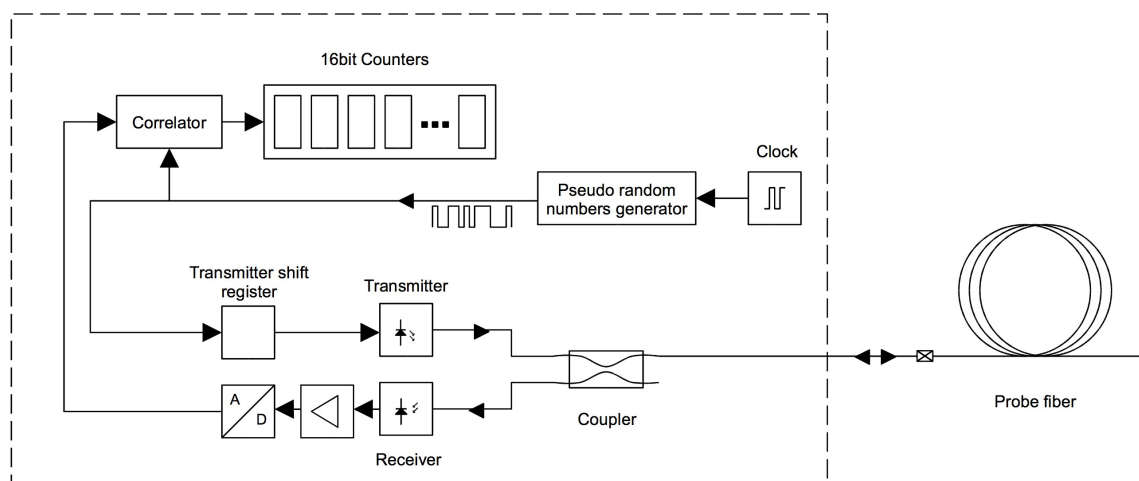 16bit Counters
Correlator
Clock
Pseudo random
numbers generator
Transmitter shift
register
Transmitter
A
D
Receiver
Coupler
Probe fiber